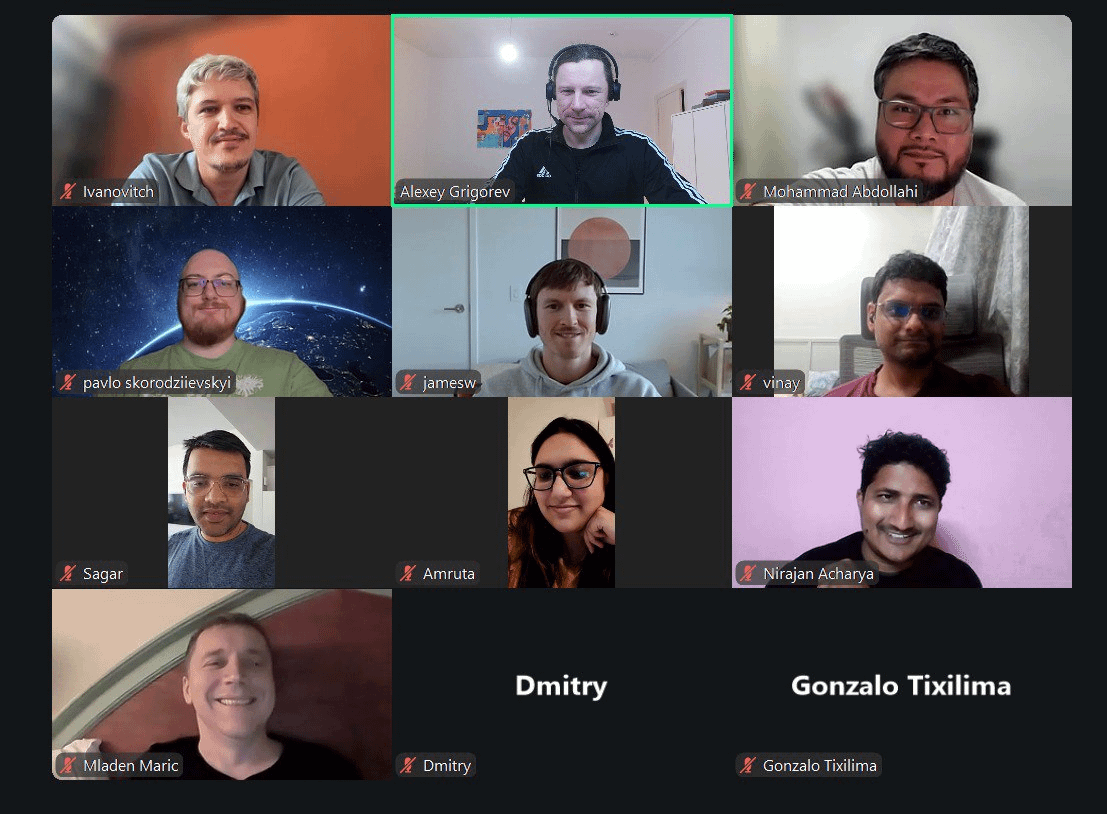 Ivanovitch
Alexey Grigorev
Mohammad Abdollahi
pavlo skorodziievskyi
jamesw
vinay
Sagar
Amruta
Nirajan Acharya
Mladen Maric
Dmitry
Dmitry
Gonzalo Tixilima
Gonzalo Tixilima